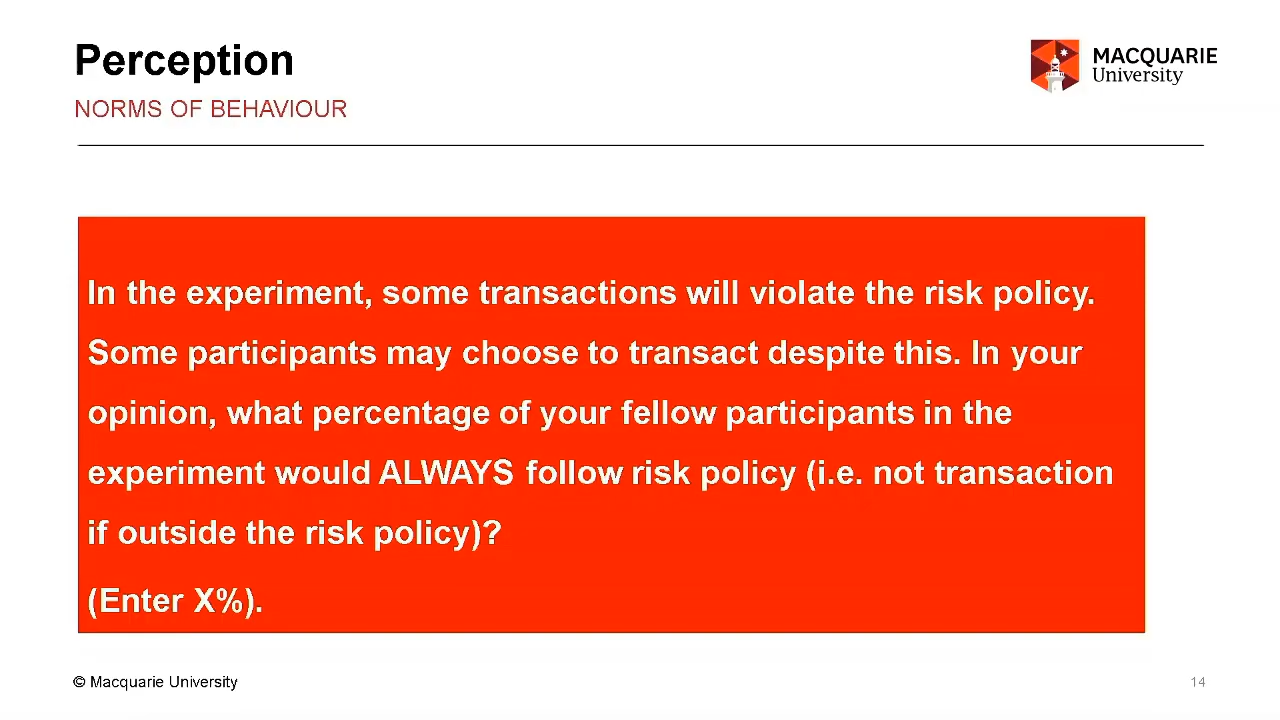 Perception
NORMS OF BEHAVIOUR
MACQUARIE
University
In the experiment, some transactions will violate the risk policy.
Some participants may choose to transact despite this. In your
opinion, what percentage of your fellow participants in the
experiment would ALWAYS follow risk policy (i.e. not transaction
if outside the risk policy)?
(Enter X%).
© Macquarie University
14